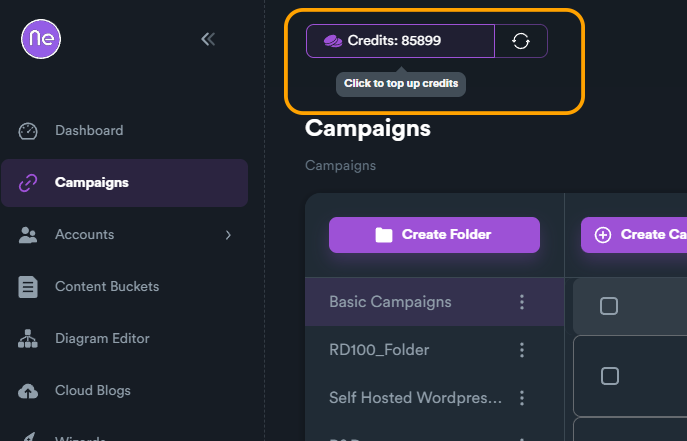 ne
Credits: 85899
Click to top up credits
Campaigns
Campaigns
Dashboard
Campaigns
Accounts
Content Buckets
Diagram Editor
Cloud Blogs
Create Folder
Create Ca
Basic Campaigns
RD100_Folder
Self Hosted Wordpres...